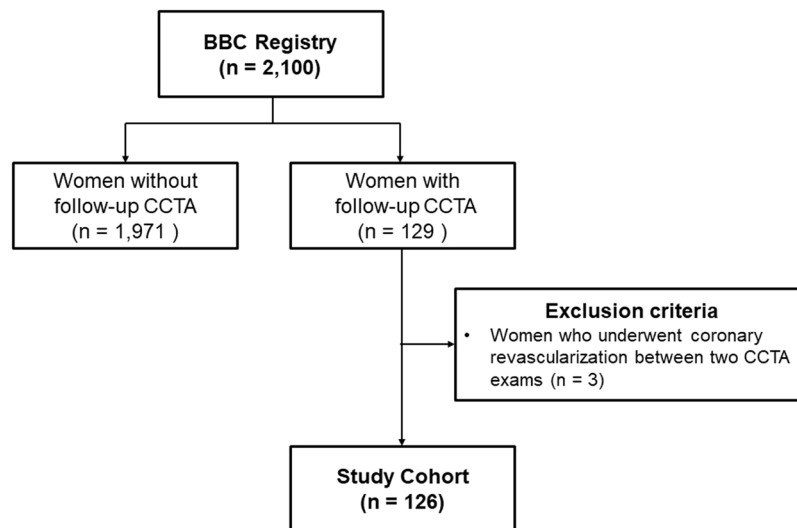 BBC Registry
(n = 2,100)
Women without
follow-up CCTA
(n = 1,971 )
Women with
follow-up CCTA
(n = 129 )
Exclusion criteria
• Women who underwent coronary
revascularization between two CCTA
exams (n = 3)
Study Cohort
(n = 126)